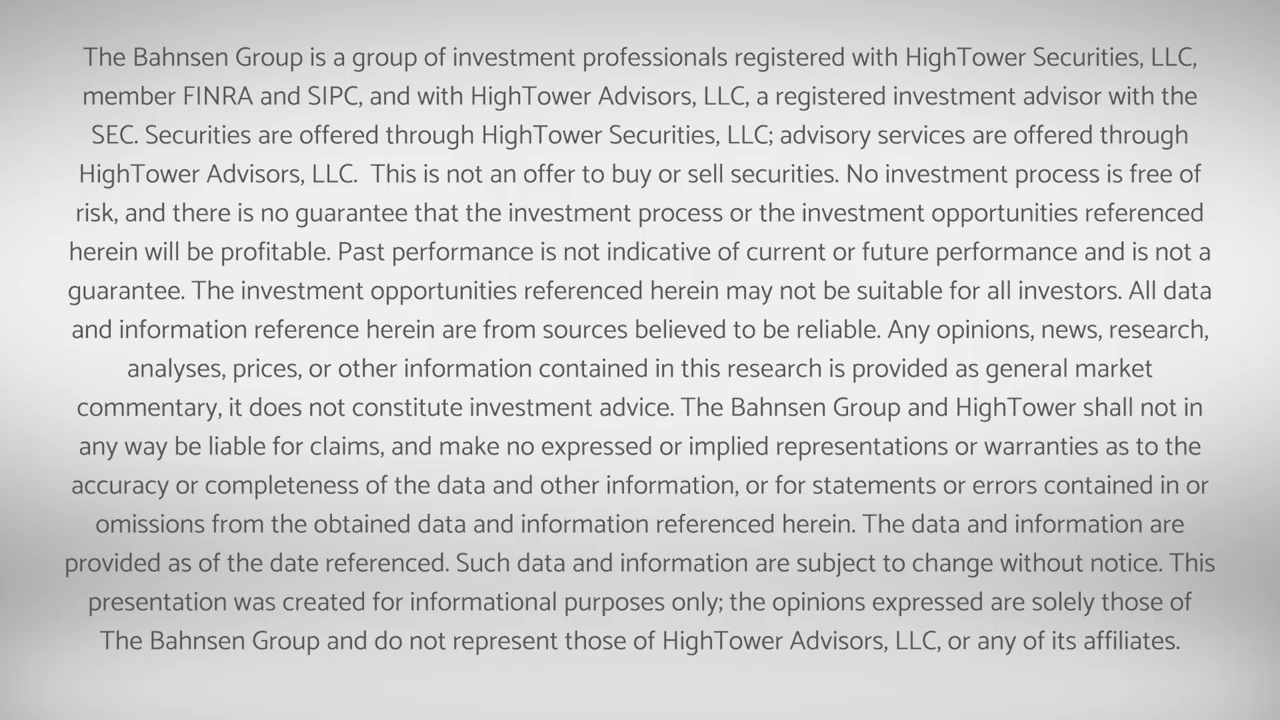 The Bahnsen Group is a group of investment professionals registered with HighTower Securities, LLC,
member FINRA and SIPC, and with HighTower Advisors, LLC, a registered investment advisor with the
SEC. Securities are offered through HighTower Securities, LLC; advisory services are offered through
HighTower Advisors, LLC.  This is not an offer to buy or sell securities. No investment process is free of
risk, and there is no guarantee that the investment process or the investment opportunities referenced
herein will be profitable. Past performance is not indicative of current or future performance and is not a
guarantee. The investment opportunities referenced herein may not be suitable for all investors. All data
and information reference herein are from sources believed to be reliable. Any opinions, news, research,
analyses, prices, or other information contained in this research is provided as general market
commentary, it does not constitute investment advice. The Bahnsen Group and HighTower shall not in
any way be liable for claims, and make no expressed or implied representations or warranties as to the
accuracy or completeness of the data and other information, or for statements or errors contained in or
omissions from the obtained data and information referenced herein. The data and information are
provided as of the date referenced. Such data and information are subject to change without notice. This
presentation was created for informational purposes only; the opinions expressed are solely those of
The Bahnsen Group and do not represent those of HighTower Advisors, LLC, or any of its affiliates.